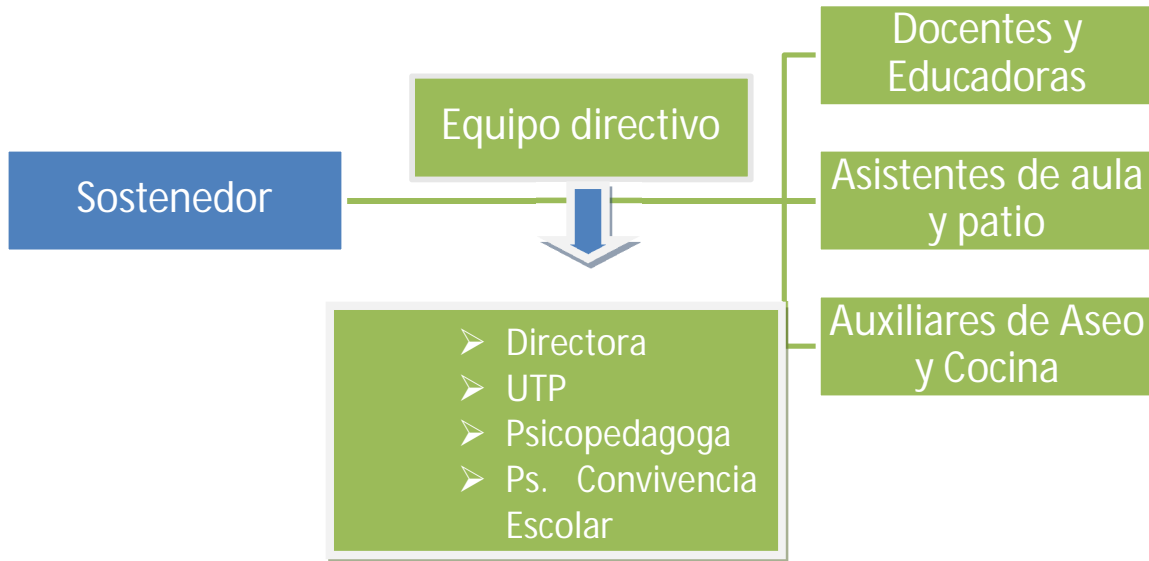 Sostenedor
Equipo directivo
➢ Directora
➢ UTP
➢ Psicopedagoga
➢ Ps. Convivencia
Escolar
Docentes y
Educadoras
Asistentes de aula
y patio
Auxiliares de Aseo
y Cocina